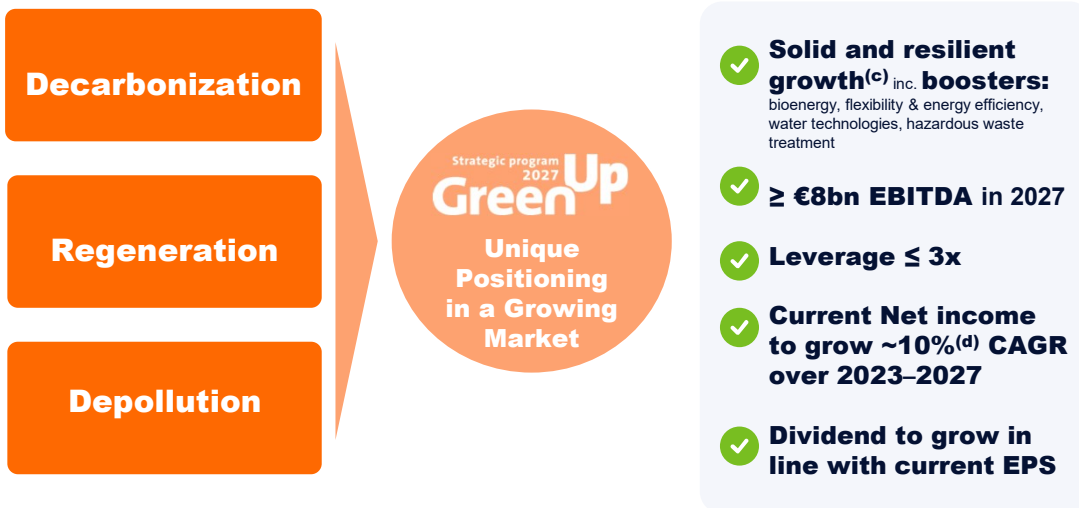 Decarbonization
Regeneration
Depollution
Strategic program
2027
GreenUp
Unique
Positioning
in a Growing
Market
Solid and resilient
growth(c) inc. boosters:
bioenergy, flexibility & energy efficiency,
water technologies, hazardous waste
treatment
≥ €8bn EBITDA in 2027
Leverage ≤ 3x
Current Net income
to grow ~10%(d) CAGR
over 2023–2027
Dividend to grow in
line with current EPS